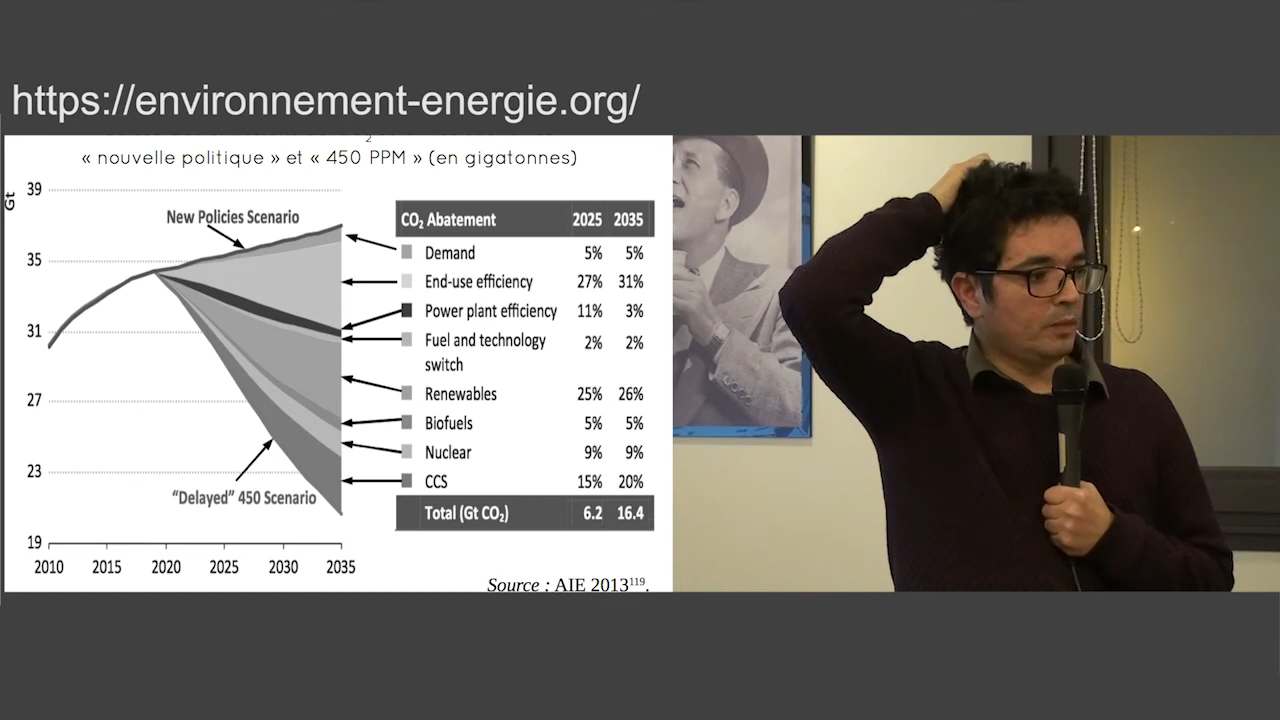 https://environnement-energie.org/
2
« nouvelle politique » et « 450 PPM » (en gigatonnes)
Gt
39
35
31
27
23
19
2010 2015 2020 2025 2030 2035
New Policies Scenario
“Delayed” 450 Scenario
CO₂ Abatement 2025 2035
Demand 5% 5%
End-use efficiency 27% 31%
Power plant efficiency 11% 3%
Fuel and technology 2% 2%
switch
Renewables 25% 26%
Biofuels 5% 5%
Nuclear 9% 9%
CCS 15% 20%
Total (Gt CO₂) 6.2 16.4
Source : AIE 2013¹¹⁹.